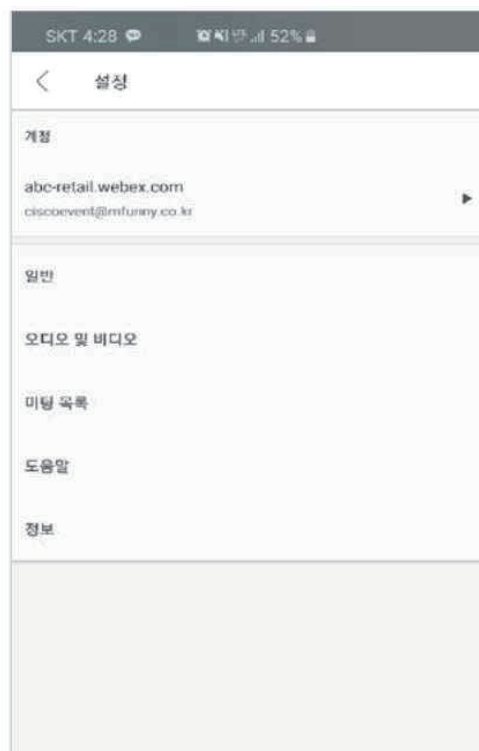 SKT 4:28 52%
설정
계정
abc-retail.webex.com
ciscoevent@mfunny.co.kr
일반
오디오 및 비디오
미팅 목록
도움말
정보